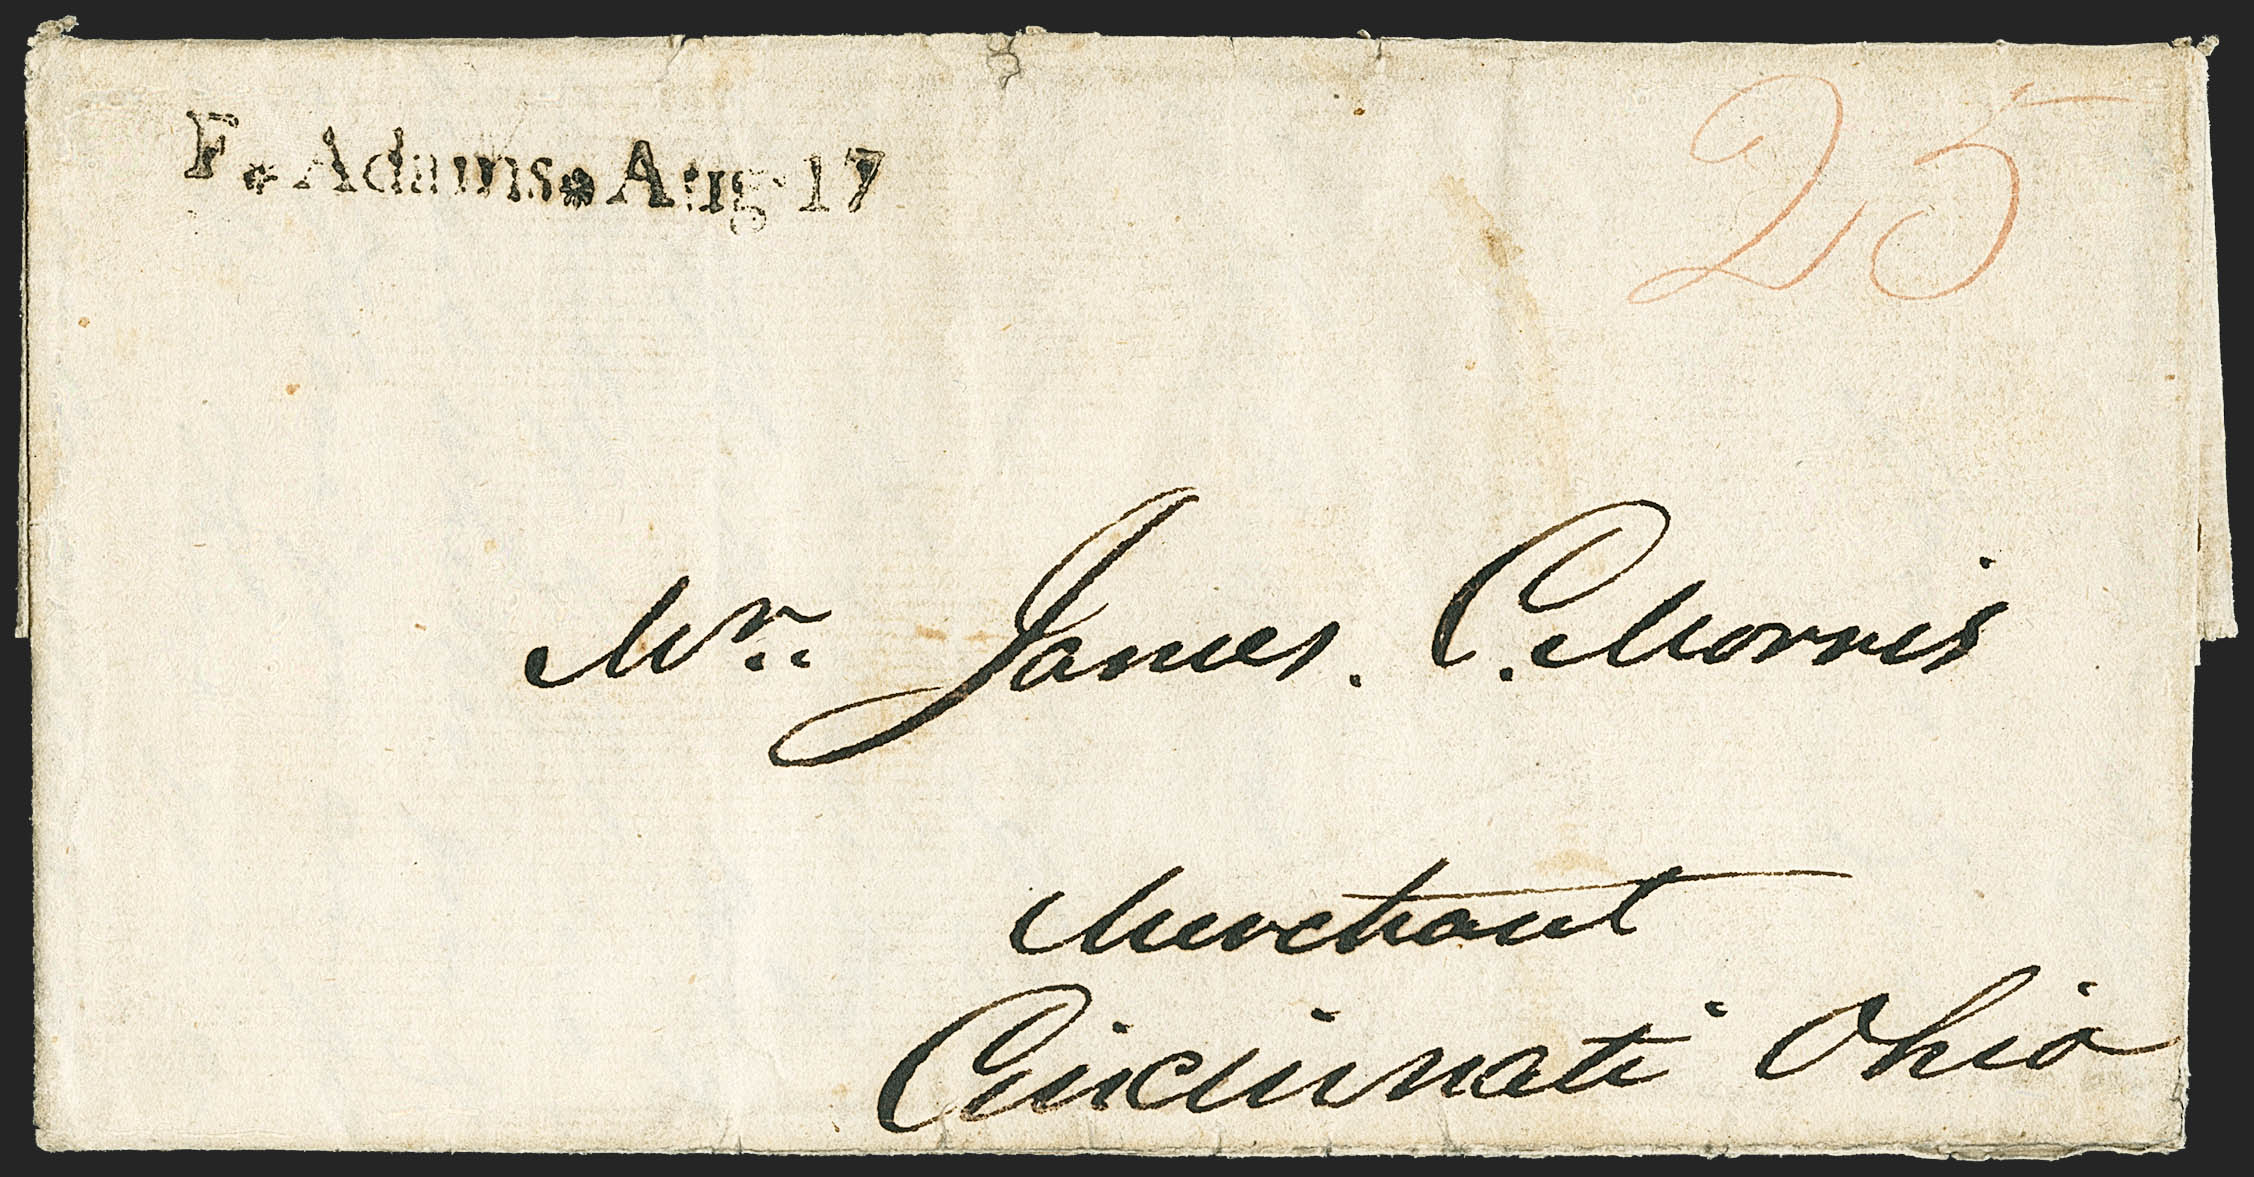 F. Adams. Aug 17
25
Mr. James. C. Morris
Merchant
Cincinnati Ohio